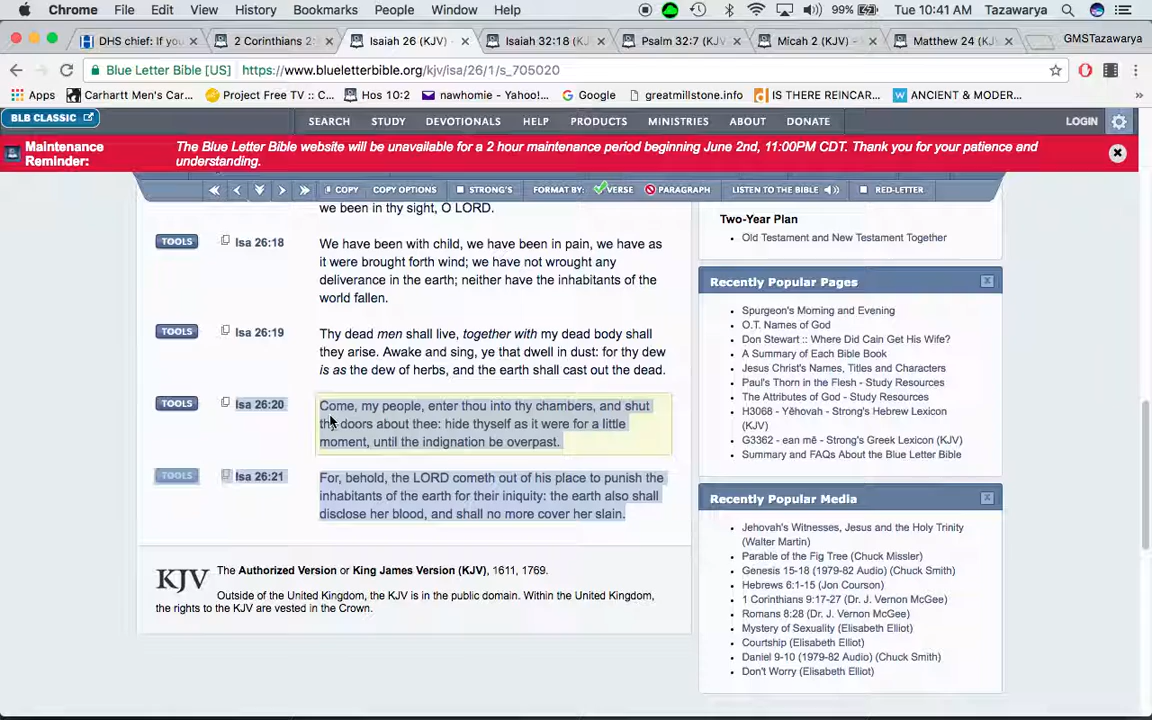 Chrome File Edit View History Bookmarks People Window Help 99% Tue 10:41 AM Tazawarya
DHS chief: If you 2 Corinthians 2: Isaiah 26 (KJV) - Isaiah 32:18 (KJ Psalm 32:7 (KJV) Micah 2 (KJV) - Matthew 24 (KJV) GMSTazawarya
Blue Letter Bible [US] https://www.blueletterbible.org/kjv/isa/26/1/s_705020
Apps Carhartt Men's Car... Project Free TV :: C... Hos 10:2 nawhomie - Yahoo!... Google greatmillstone.info IS THERE REINCAR... ANCIENT & MODER... »
BLB CLASSIC SEARCH STUDY DEVOTIONALS HELP PRODUCTS MINISTRIES ABOUT DONATE LOGIN
Maintenance Reminder:
The Blue Letter Bible website will be unavailable for a 2 hour maintenance period beginning June 2nd, 11:00PM CDT. Thank you for your patience and
understanding.
COPY COPY OPTIONS STRONG'S FORMAT BY: VERSE PARAGRAPH LISTEN TO THE BIBLE RED-LETTER
we been in thy sight, O LORD.
TOOLS Isa 26:18 We have been with child, we have been in pain, we have as
it were brought forth wind; we have not wrought any
deliverance in the earth; neither have the inhabitants of the
world fallen.
TOOLS Isa 26:19 Thy dead men shall live, together with my dead body shall
they arise. Awake and sing, ye that dwell in dust: for thy dew
is as the dew of herbs, and the earth shall cast out the dead.
TOOLS Isa 26:20 Come, my people, enter thou into thy chambers, and shut
thy doors about thee: hide thyself as it were for a little
moment, until the indignation be overpast.
TOOLS Isa 26:21 For, behold, the LORD cometh out of his place to punish the
inhabitants of the earth for their iniquity: the earth also shall
disclose her blood, and shall no more cover her slain.
KJV The Authorized Version or King James Version (KJV), 1611, 1769.
Outside of the United Kingdom, the KJV is in the public domain. Within the United Kingdom,
the rights to the KJV are vested in the Crown.
Two-Year Plan
Old Testament and New Testament Together
Recently Popular Pages
Spurgeon's Morning and Evening
O.T. Names of God
Don Stewart :: Where Did Cain Get His Wife?
A Summary of Each Bible Book
Jesus Christ's Names, Titles and Characters
Paul's Thorn in the Flesh - Study Resources
The Attributes of God - Study Resources
H3068 - Yĕhovah - Strong's Hebrew Lexicon
(KJV)
G3362 - ean mē - Strong's Greek Lexicon (KJV)
Summary and FAQs About the Blue Letter Bible
Recently Popular Media
Jehovah's Witnesses, Jesus and the Holy Trinity
(Walter Martin)
Parable of the Fig Tree (Chuck Missler)
Genesis 15-18 (1979-82 Audio) (Chuck Smith)
Hebrews 6:1-15 (Jon Courson)
1 Corinthians 9:17-27 (Dr. J. Vernon McGee)
Romans 8:28 (Dr. J. Vernon McGee)
Mystery of Sexuality (Elisabeth Elliot)
Courtship (Elisabeth Elliot)
Daniel 9-10 (1979-82 Audio) (Chuck Smith)
Don't Worry (Elisabeth Elliot)